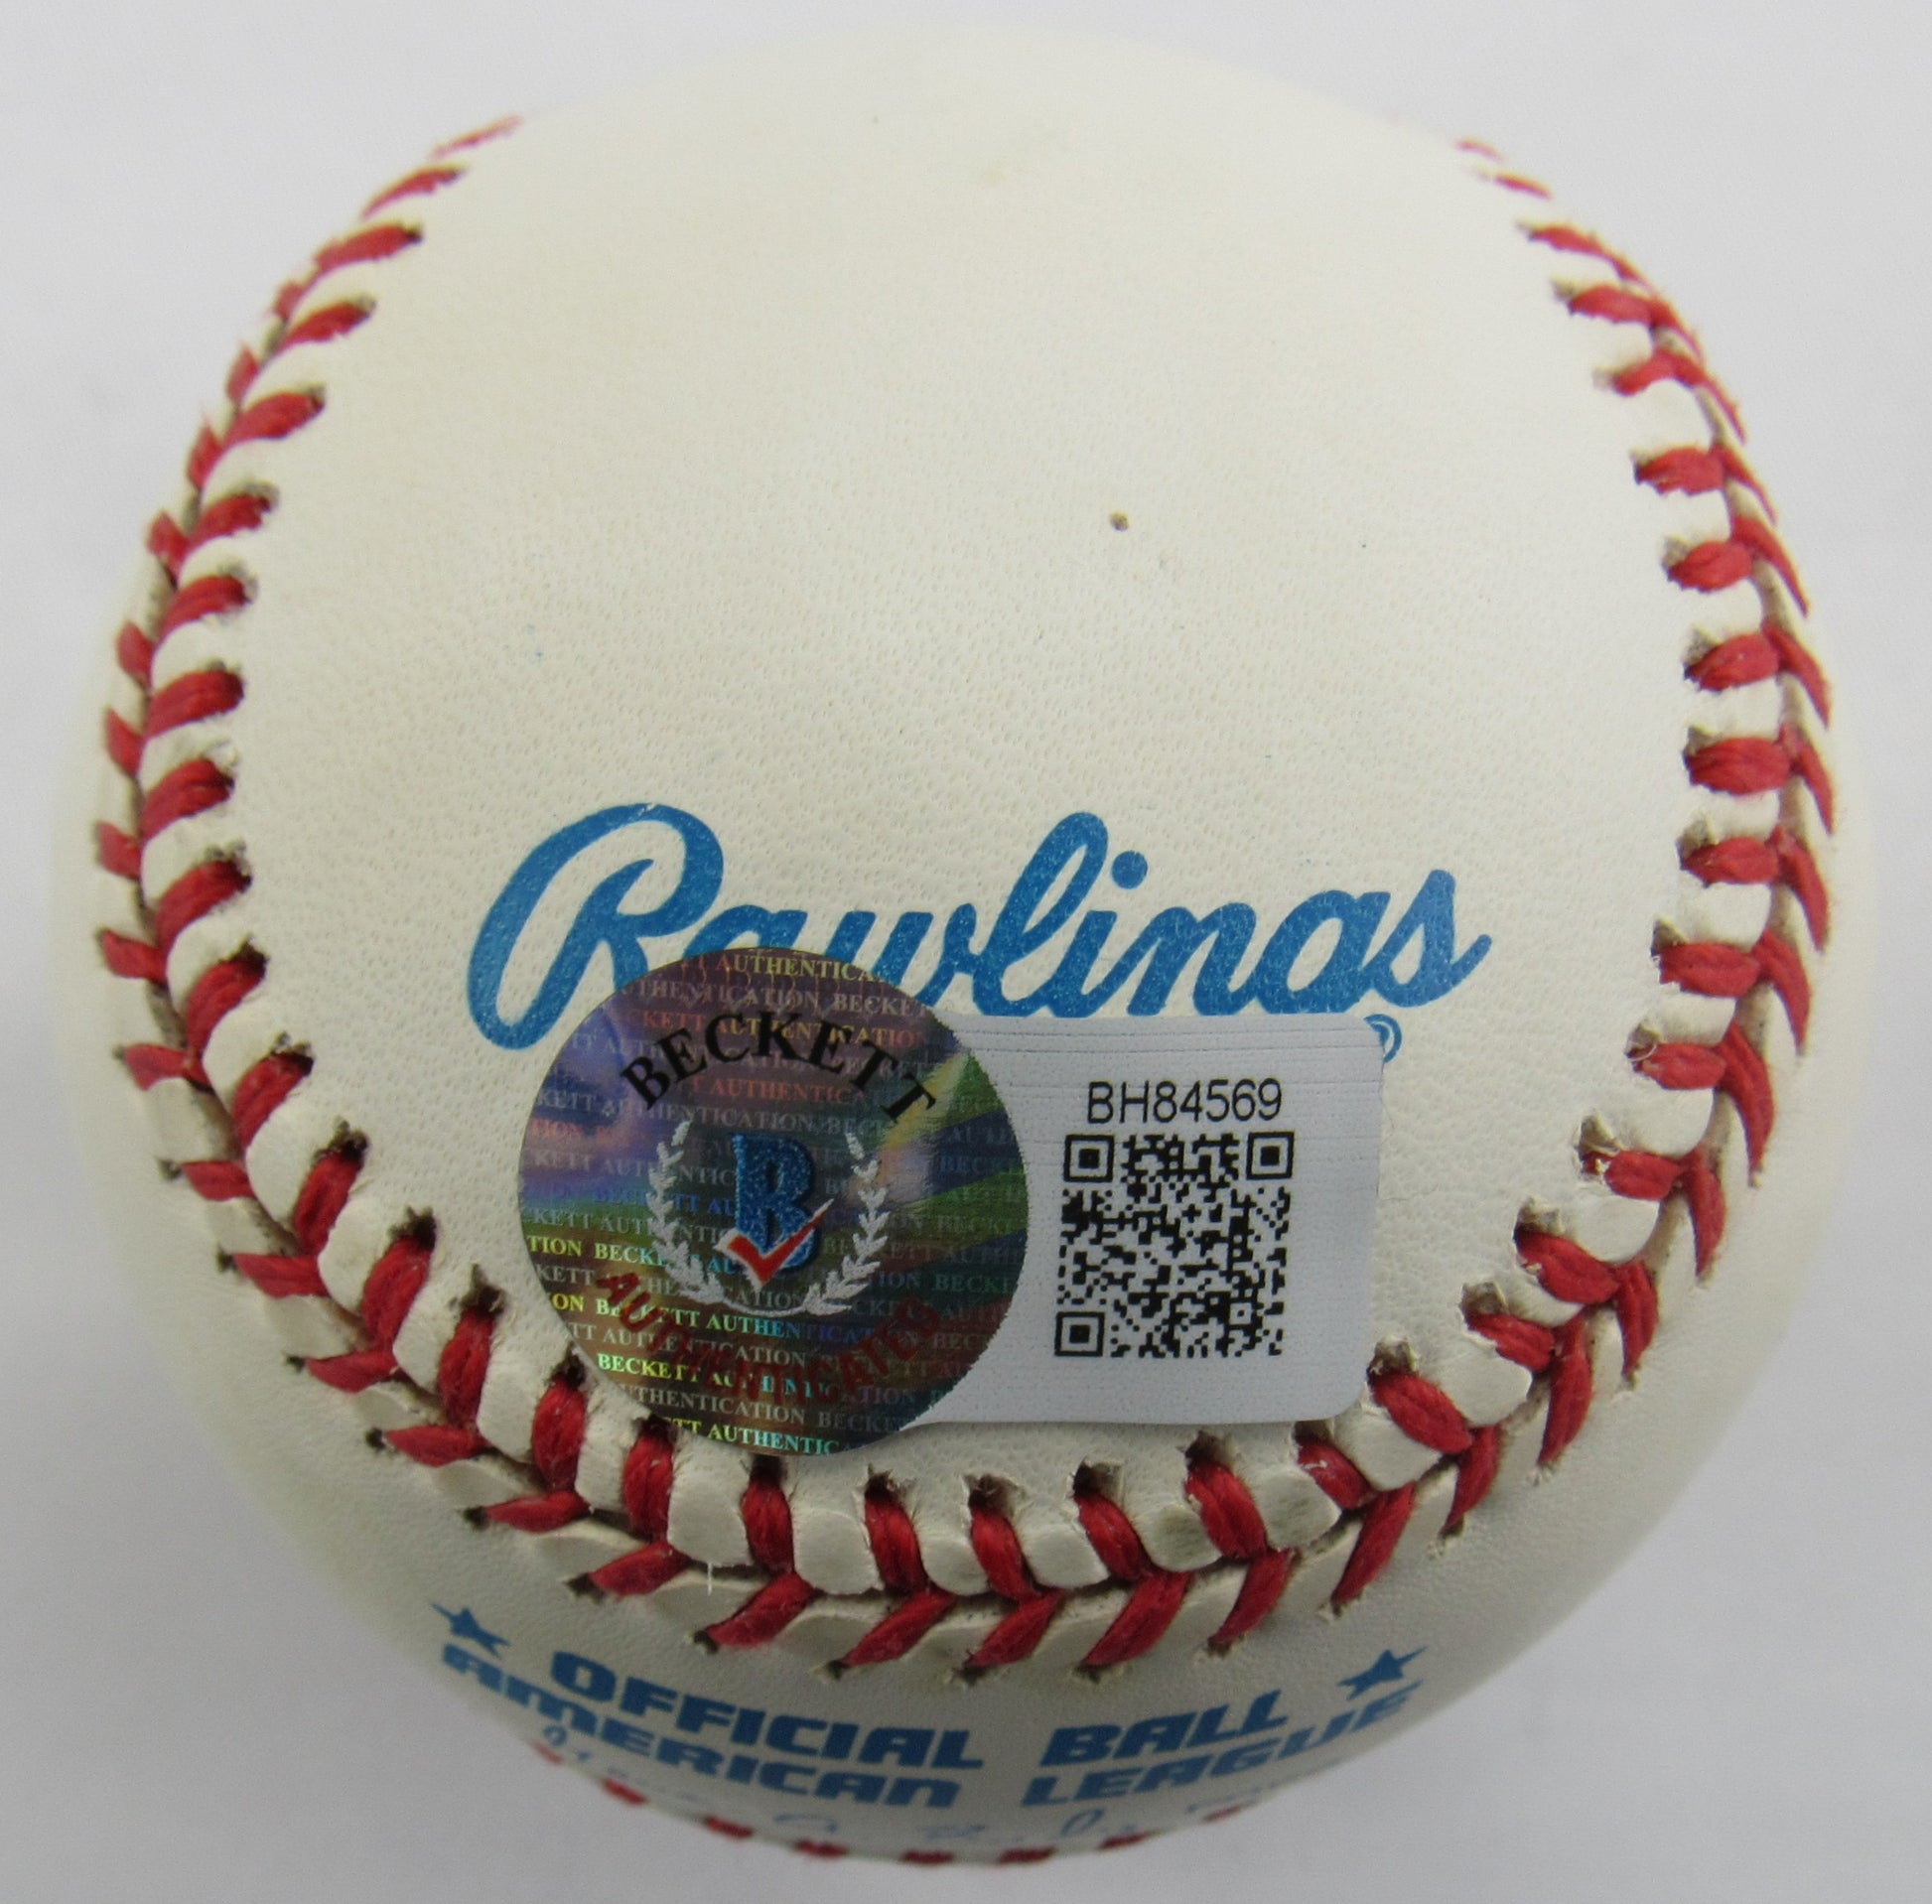 Rawlings
®
BECKETT
B
AUTHENTICATED
BH84569
OFFICIAL BALL
AMERICAN LEAGUE